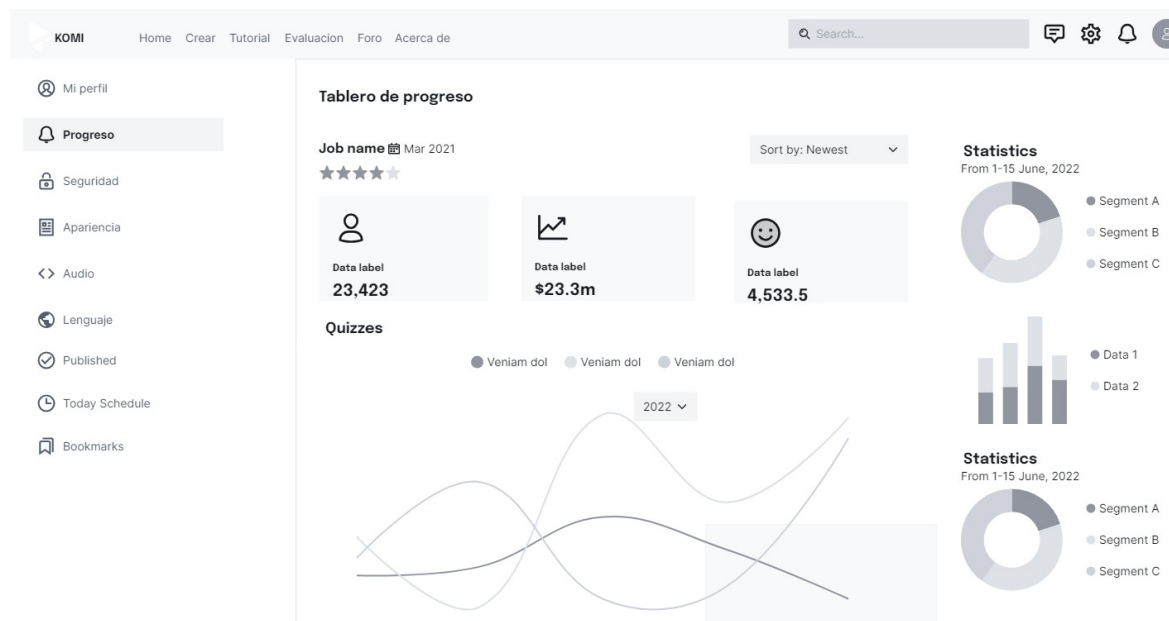 KOMI Home Crear Tutorial Evaluacion Foro Acerca de Search...
Mi perfil
Progreso
Seguridad
Apariencia
Audio
Lenguaje
Published
Today Schedule
Bookmarks
Tablero de progreso
Job name Mar 2021
Sort by: Newest
Data label
23,423
Data label
$23.3m
Data label
4,533.5
Quizzes
Veniam dol Veniam dol Veniam dol
2022
Statistics
From 1-15 June, 2022
Segment A
Segment B
Segment C
Data 1
Data 2
Statistics
From 1-15 June, 2022
Segment A
Segment B
Segment C